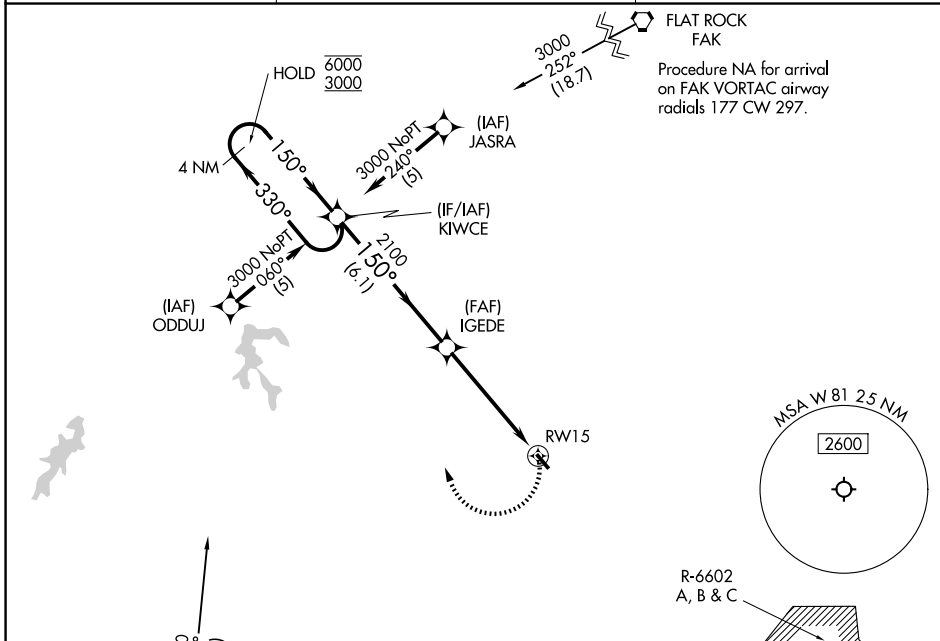 FLAT ROCK
FAK
3000
252°
(18.7)
Procedure NA for arrival
on FAK VORTAC airway
radials 177 CW 297.
HOLD
6000
3000
(IAF)
JASRA
3000 NoPT
240°
(5)
4 NM
150°
330°
(IF/IAF)
KIWCE
2100
150°
(6.1)
3000 NoPT
060°
(5)
(IAF)
ODDUJ
(FAF)
IGEDE
RW15
MSA W81 25 NM
2600
R-6602
A, B & C